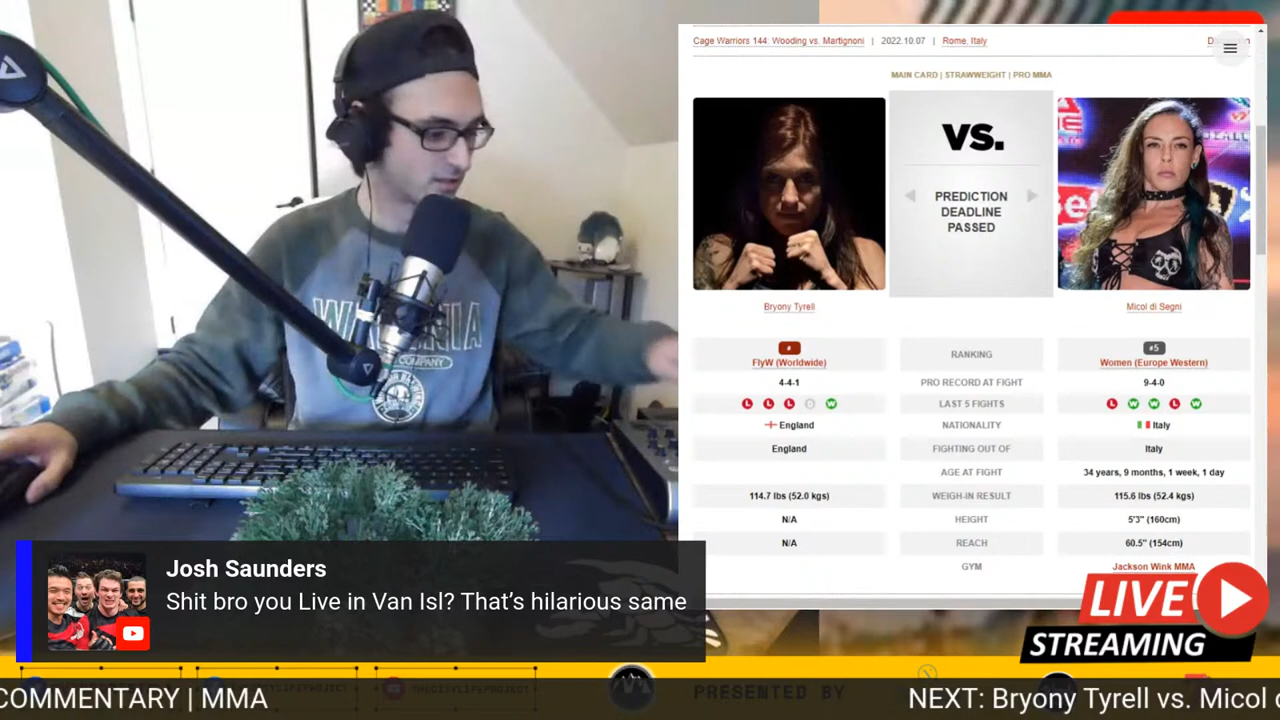 Cage Warriors 144: Wooding vs. Martignoni | 2022.10.07 | Rome, Italy
MAIN CARD | STRAWWEIGHT | PRO MMA
VS.
PREDICTION
DEADLINE
PASSED
Bryony Tyrell
Micol di Segni
# RANKING #5
FlyW (Worldwide) Women (Europe Western)
4-4-1 PRO RECORD AT FIGHT 9-4-0
L L L D W LAST 5 FIGHTS L W W L W
England NATIONALITY Italy
England FIGHTING OUT OF Italy
AGE AT FIGHT 34 years, 9 months, 1 week, 1 day
114.7 lbs (52.0 kgs) WEIGH-IN RESULT 115.6 lbs (52.4 kgs)
N/A HEIGHT 5'3" (160cm)
N/A REACH 60.5" (154cm)
GYM Jackson Wink MMA
COMPANY
Josh Saunders
Shit bro you Live in Van Isl? That's hilarious same
LIVE
STREAMING
PRESENTED BY
COMMENTARY | MMA
NEXT: Bryony Tyrell vs. Micol